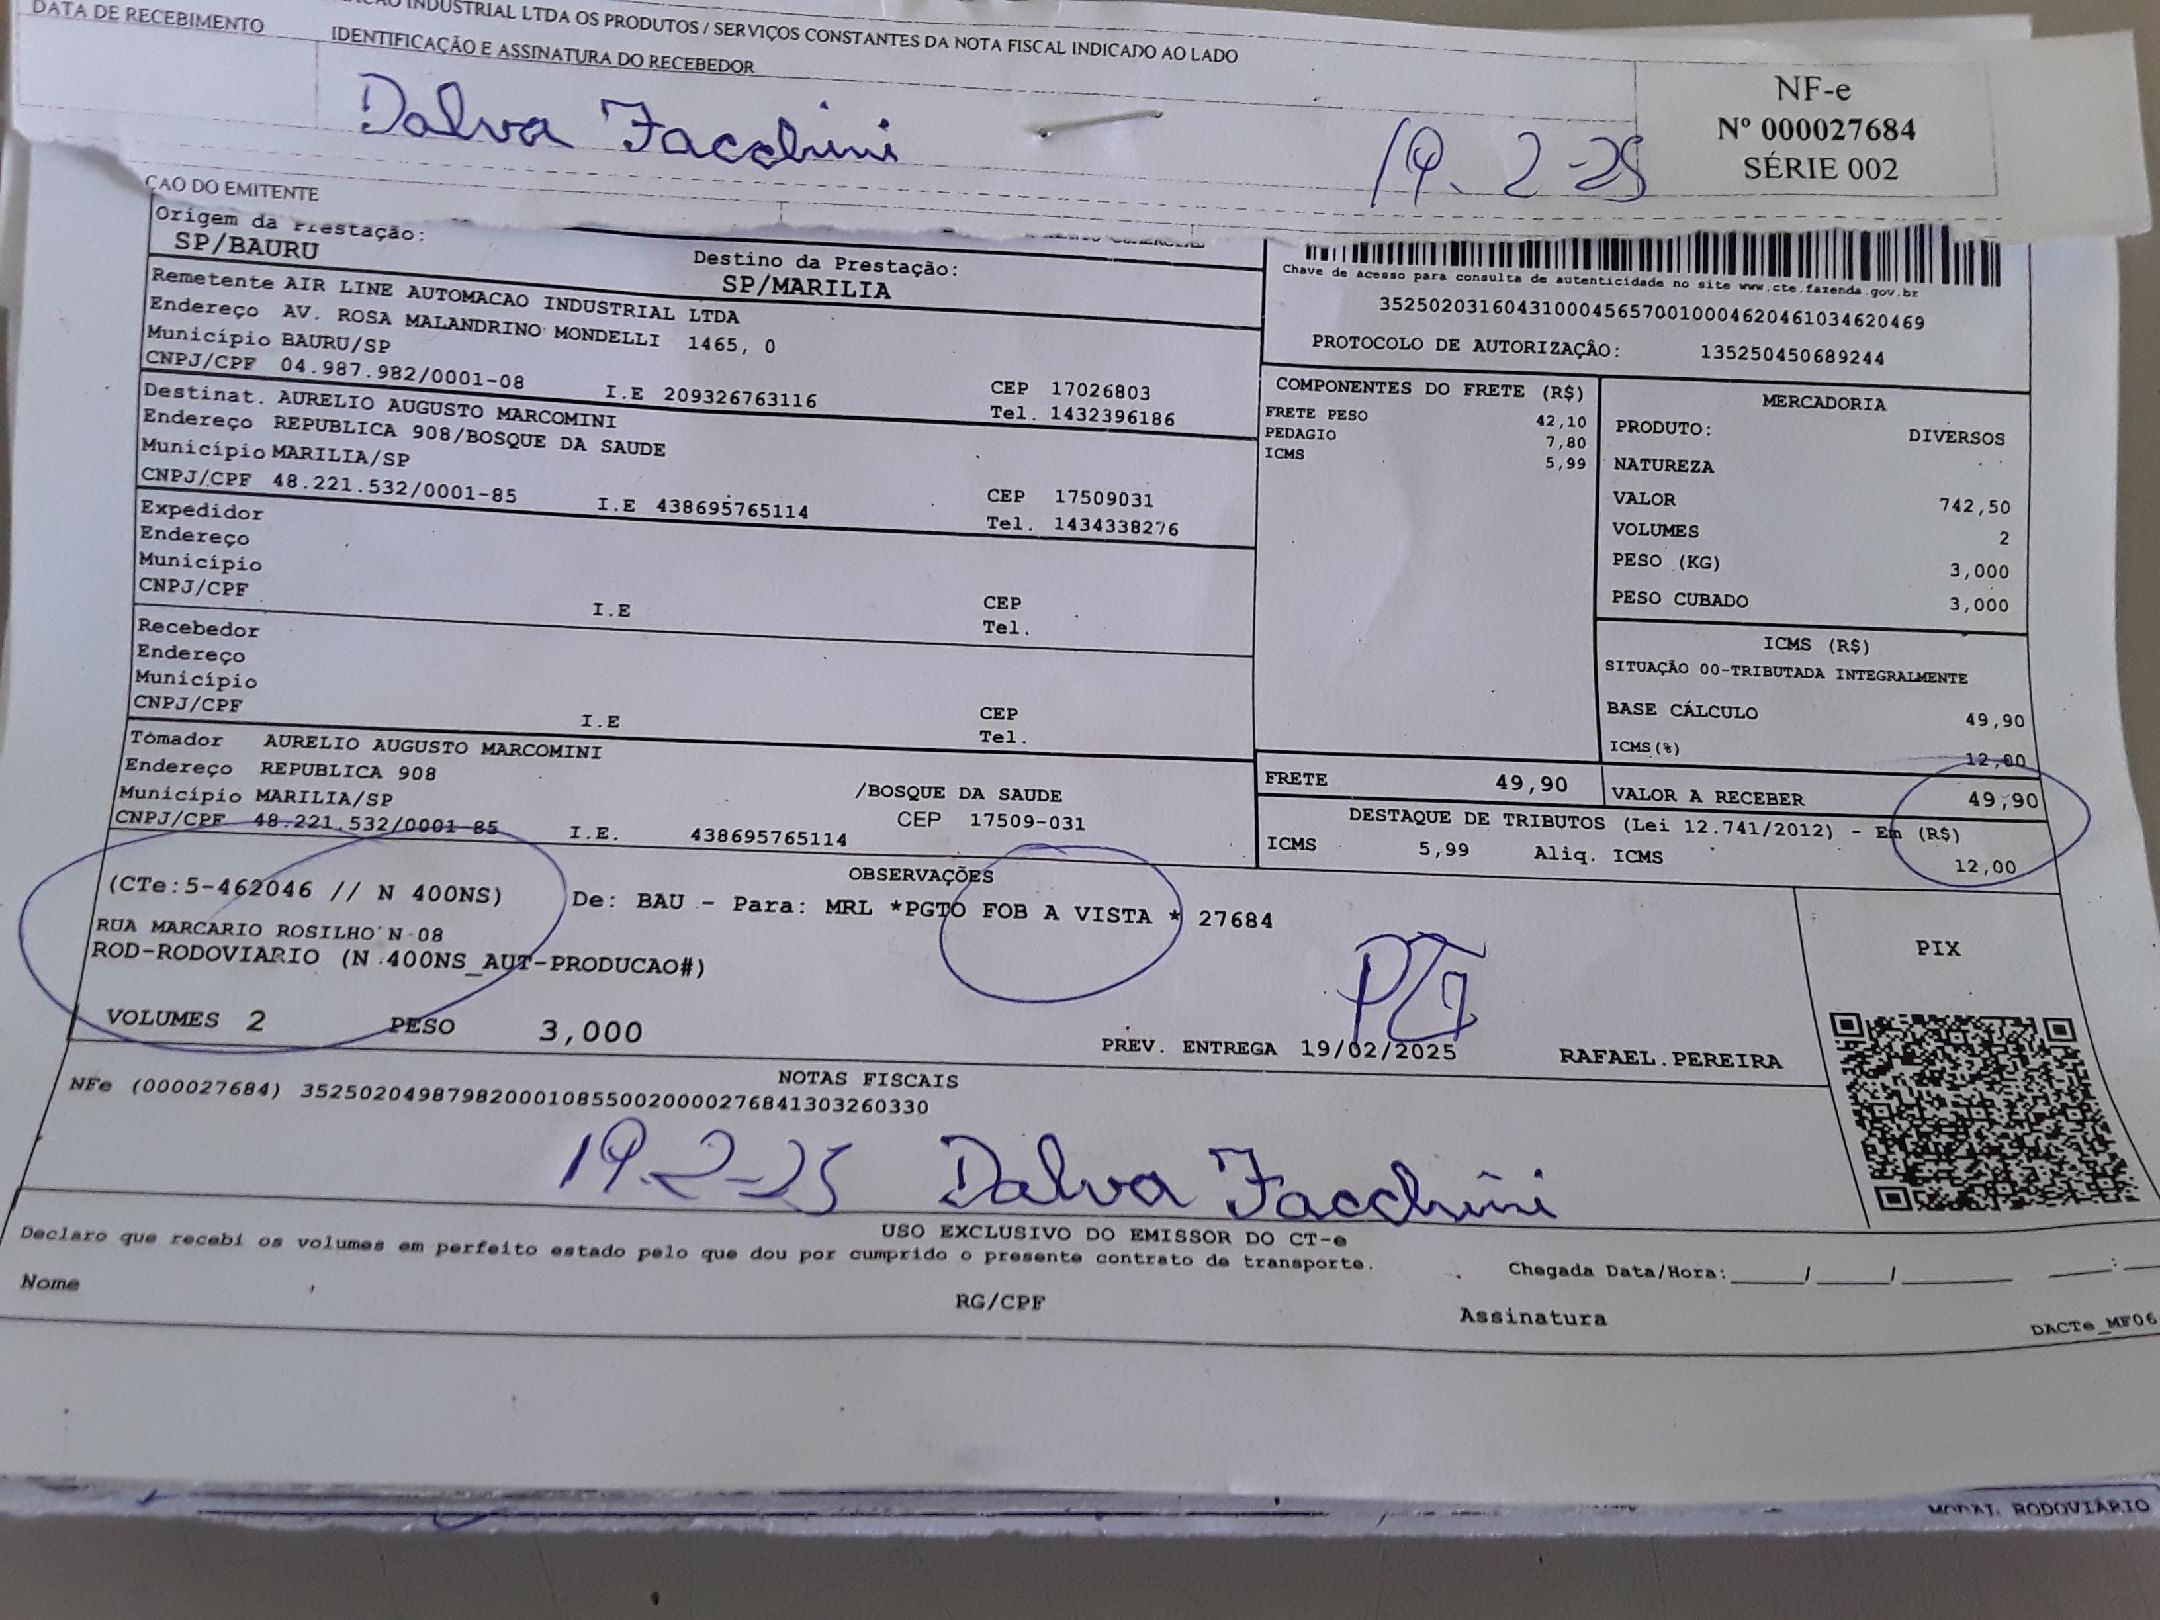 INDUSTRIAL LTDA OS PRODUTOS / SERVIÇOS CONSTANTES DA NOTA FISCAL INDICADO AO LADO
DATA DE RECEBIMENTO
IDENTIFICAÇÃO E ASSINATURA DO RECEBEDOR
Dalva Facchini
19.2-25
NF-e
Nº 000027684
SÉRIE 002
ÇAO DO EMITENTE
Origem da Prestação:
SP/BAURU
Destino da Prestação:
SP/MARILIA
Remetente AIR LINE AUTOMACAO INDUSTRIAL LTDA
Endereço AV. ROSA MALANDRINO MONDELLI 1465, 0
Município BAURU/SP
CEP 17026803
CNPJ/CPF 04.987.982/0001-08 I.E 209326763116 Tel. 1432396186
Destinat. AURELIO AUGUSTO MARCOMINI
Endereço REPUBLICA 908/BOSQUE DA SAUDE
Município MARILIA/SP CEP 17509031
CNPJ/CPF 48.221.532/0001-85 I.E 438695765114 Tel. 1434338276
Expedidor
Endereço
Município CEP
CNPJ/CPF I.E Tel.
Recebedor
Endereço
Município CEP
CNPJ/CPF I.E Tel.
Tomador AURELIO AUGUSTO MARCOMINI
Endereço REPUBLICA 908 /BOSQUE DA SAUDE
Município MARILIA/SP CEP 17509-031
CNPJ/CPF 48.221.532/0001-85 I.E. 438695765114
Chave de acesso para consulta de autenticidade no site www.cte.fazenda.gov.br
35250203160431000456570010004620461034620469
PROTOCOLO DE AUTORIZAÇÃO: 135250450689244
COMPONENTES DO FRETE (R$)
FRETE PESO 42,10
PEDAGIO 7,80
ICMS 5,99
MERCADORIA
PRODUTO: DIVERSOS
NATUREZA
VALOR 742,50
VOLUMES 2
PESO (KG) 3,000
PESO CUBADO 3,000
ICMS (R$)
SITUAÇÃO 00-TRIBUTADA INTEGRALMENTE
BASE CÁLCULO 49,90
ICMS(%) 12,00
FRETE 49,90 VALOR A RECEBER 49,90
DESTAQUE DE TRIBUTOS (Lei 12.741/2012) - Em (R$)
ICMS 5,99 Aliq. ICMS 12,00
OBSERVAÇÕES
(CTe:5-462046 // N 400NS) De: BAU - Para: MRL *PGTO FOB A VISTA * 27684
RUA MARCARIO ROSILHO N 08
ROD-RODOVIARIO (N 400NS_AUT-PRODUCAO#)
VOLUMES 2 PESO 3,000
PREV. ENTREGA 19/02/2025 RAFAEL.PEREIRA
PIX
NOTAS FISCAIS
NFe (000027684) 35250204987982000108550020000276841303260330
19.2-25 Dalva Facchini
USO EXCLUSIVO DO EMISSOR DO CT-e
Declaro que recebi os volumes em perfeito estado pelo que dou por cumprido o presente contrato de transporte.
Chegada Data/Hora:_____/_____/________ ____:
Nome RG/CPF Assinatura
DACTe_MF06
MODAL RODOVIÁRIO